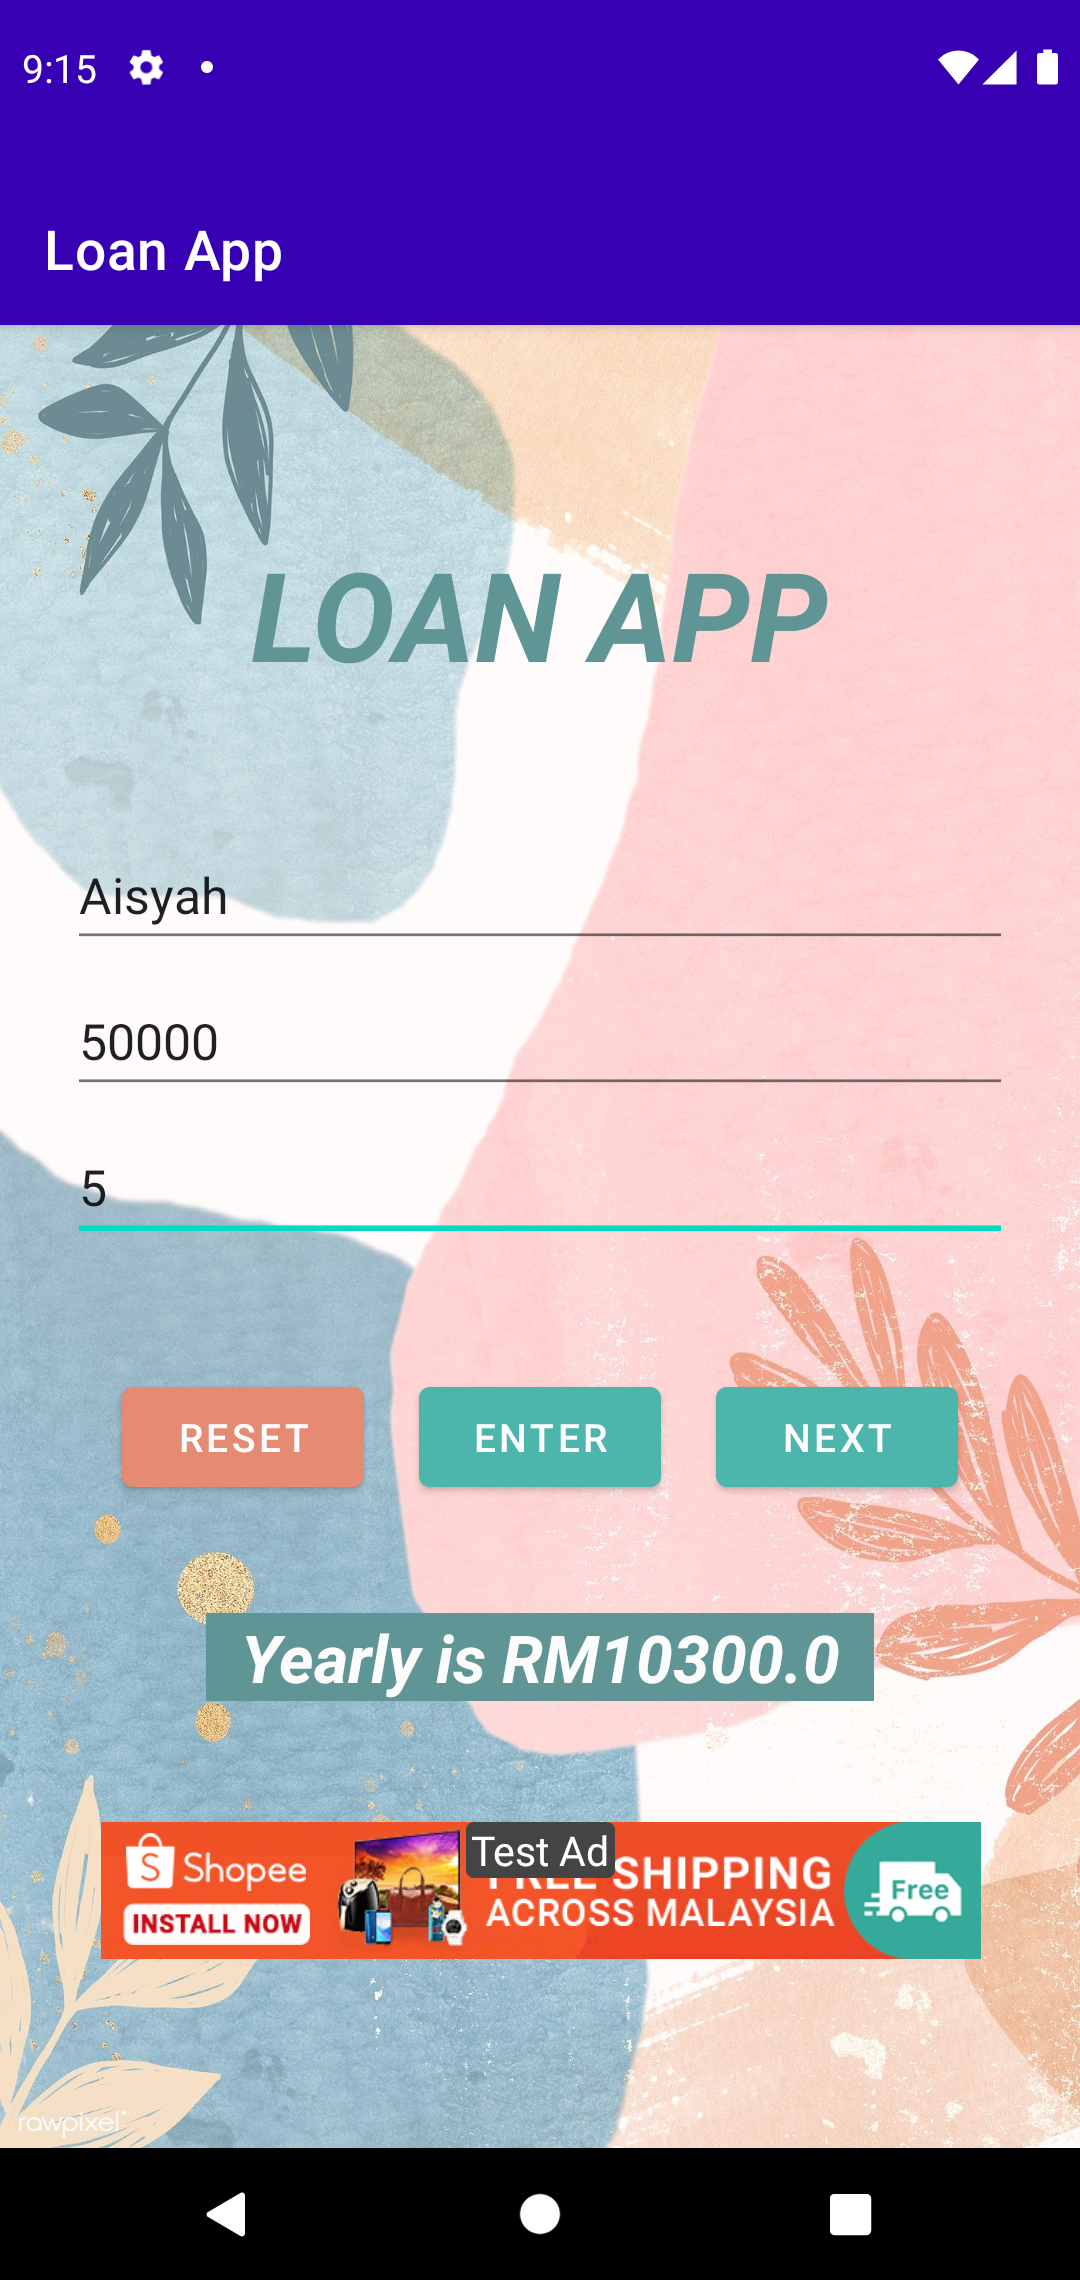 9:15
Loan App
LOAN APP
Aisyah
50000
5
RESET ENTER NEXT
Yearly is RM10300.0
Test Ad
Shopee
INSTALL NOW
FREE SHIPPING
ACROSS MALAYSIA
Free
rawpixel